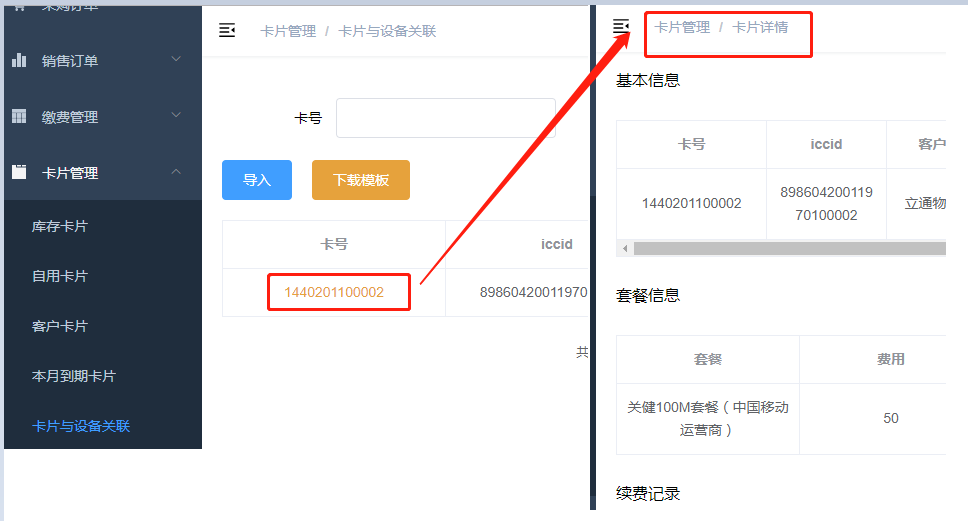 采购订单
销售订单
缴费管理
卡片管理
库存卡片
自用卡片
客户卡片
本月到期卡片
卡片与设备关联
卡片管理 / 卡片与设备关联
卡号
导入 下载模板
卡号 iccid
1440201100002 89860420011970
共
卡片管理 / 卡片详情
基本信息
卡号 iccid 客户
1440201100002 898604200119
70100002 立通物
套餐信息
套餐 费用
关健100M套餐（中国移动
运营商） 50
续费记录